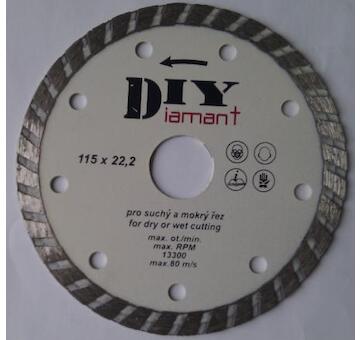 DIY
iamant
115 x 22,2
pro suchý a mokrý řez
for dry or wet cutting
max. ot./min.
max. RPM
13300
max.80 m/s